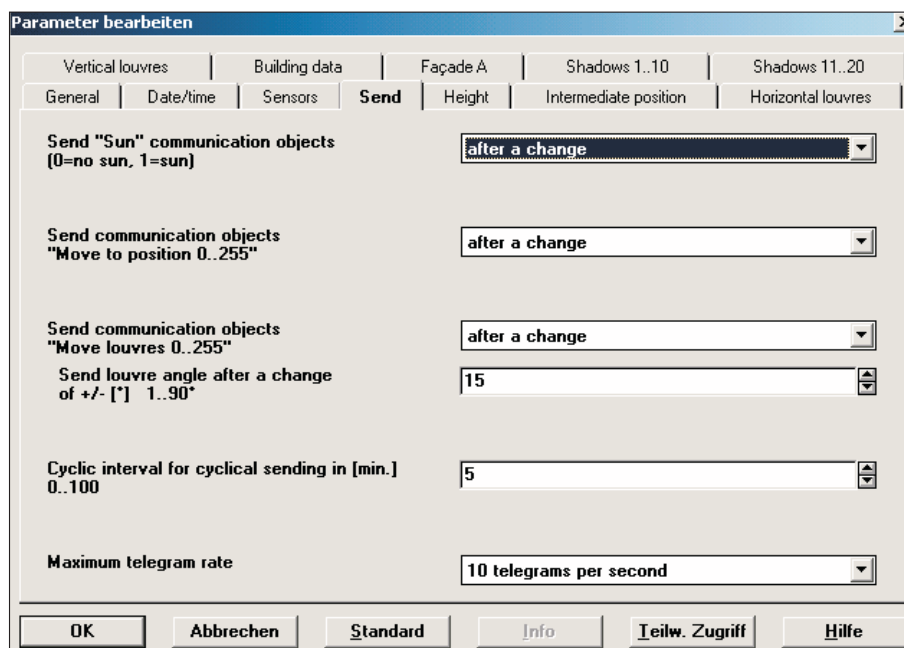 Parameter bearbeiten
Vertical louvres Building data Façade A Shadows 1..10 Shadows 11..20
General Date/time Sensors Send Height Intermediate position Horizontal louvres
Send "Sun" communication objects
(0=no sun, 1=sun)
after a change
Send communication objects
"Move to position 0..255"
after a change
Send communication objects
"Move louvres 0..255"
after a change
Send louvre angle after a change
of +/- [°] 1..90°
15
Cyclic interval for cyclical sending in [min.]
0..100
5
Maximum telegram rate
10 telegrams per second
OK Abbrechen Standard Info Teilw. Zugriff Hilfe